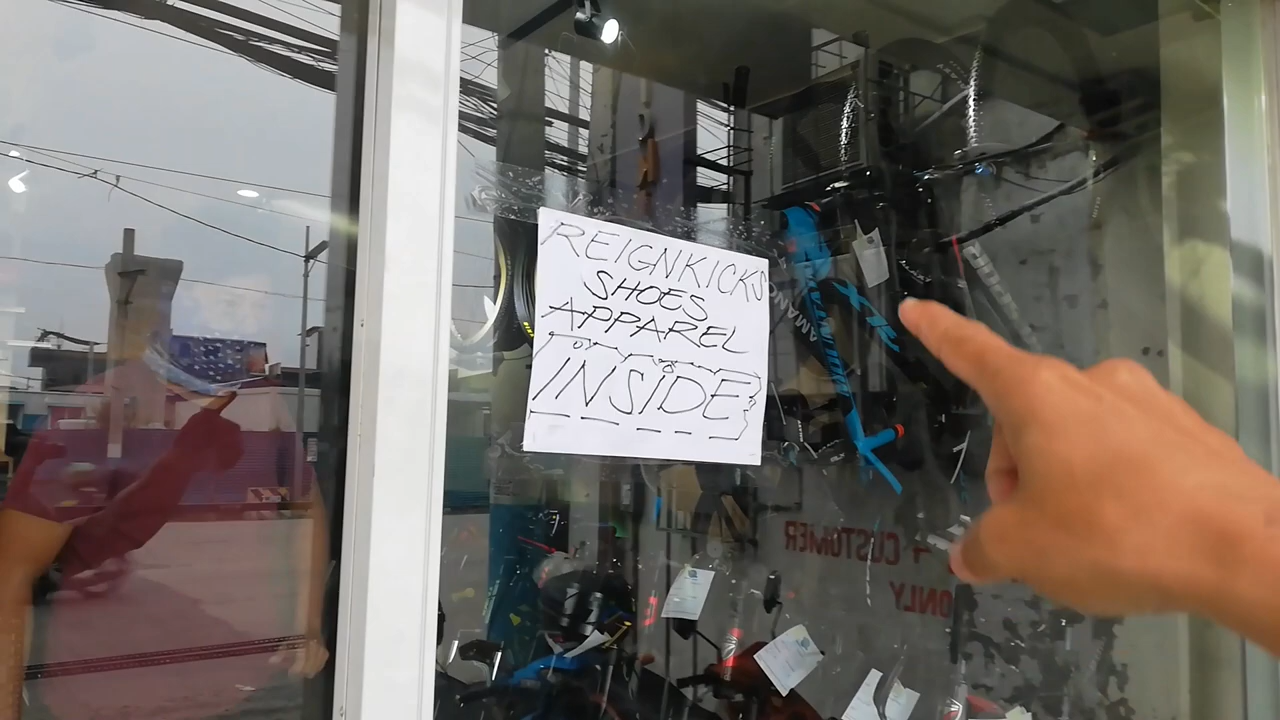 REIGNKICKS
SHOES
APPAREL
INSIDE
CUSTOMER
ONLY